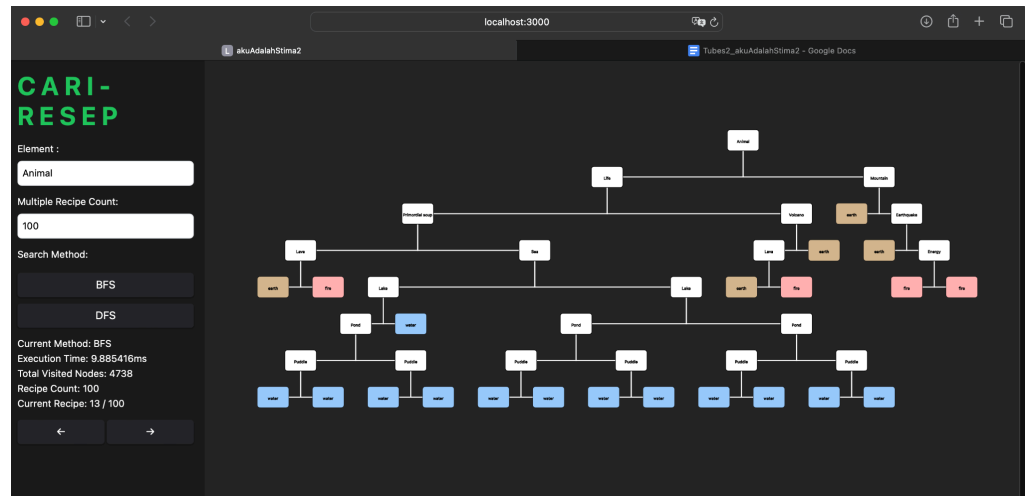 localhost:3000
L akuAdalahStima2
Tubes2_akuAdalahStima2 - Google Docs
CARI-
RESEP
Element :
Animal
Multiple Recipe Count:
100
Search Method:
BFS
DFS
Current Method: BFS
Execution Time: 9.885416ms
Total Visited Nodes: 4738
Recipe Count: 100
Current Recipe: 13 / 100
← →
Animal
Life Mountain
Primordial soup Volcano earth Earthquake
Lava Sea Lava earth earth Energy
earth fire Lake Lake earth fire fire fire
Pond water Pond Pond
Puddle Puddle Puddle Puddle Puddle Puddle
water water water water water water water water water water water water